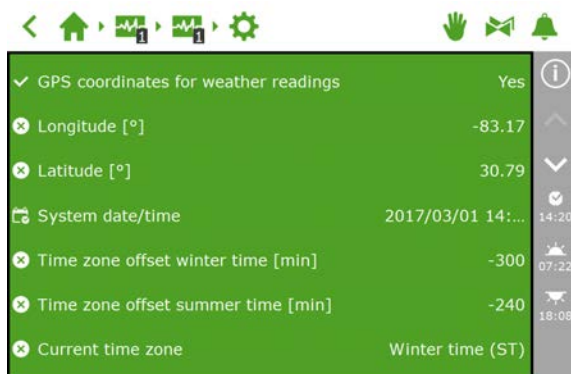 1 1
GPS coordinates for weather readings Yes
Longitude [°] -83.17
Latitude [°] 30.79
System date/time 2017/03/01 14:...
Time zone offset winter time [min] -300
Time zone offset summer time [min] -240
Current time zone Winter time (ST)
14:20
07:22
18:08